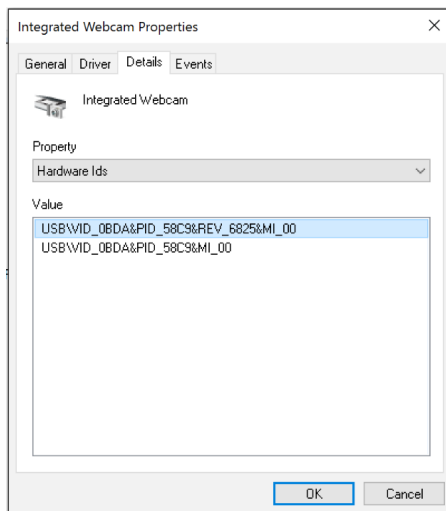 Integrated Webcam Properties
General Driver Details Events
Integrated Webcam
Property
Hardware Ids
Value
USB\VID_0BDA&PID_58C9&REV_6825&MI_00
USB\VID_0BDA&PID_58C9&MI_00
OK Cancel